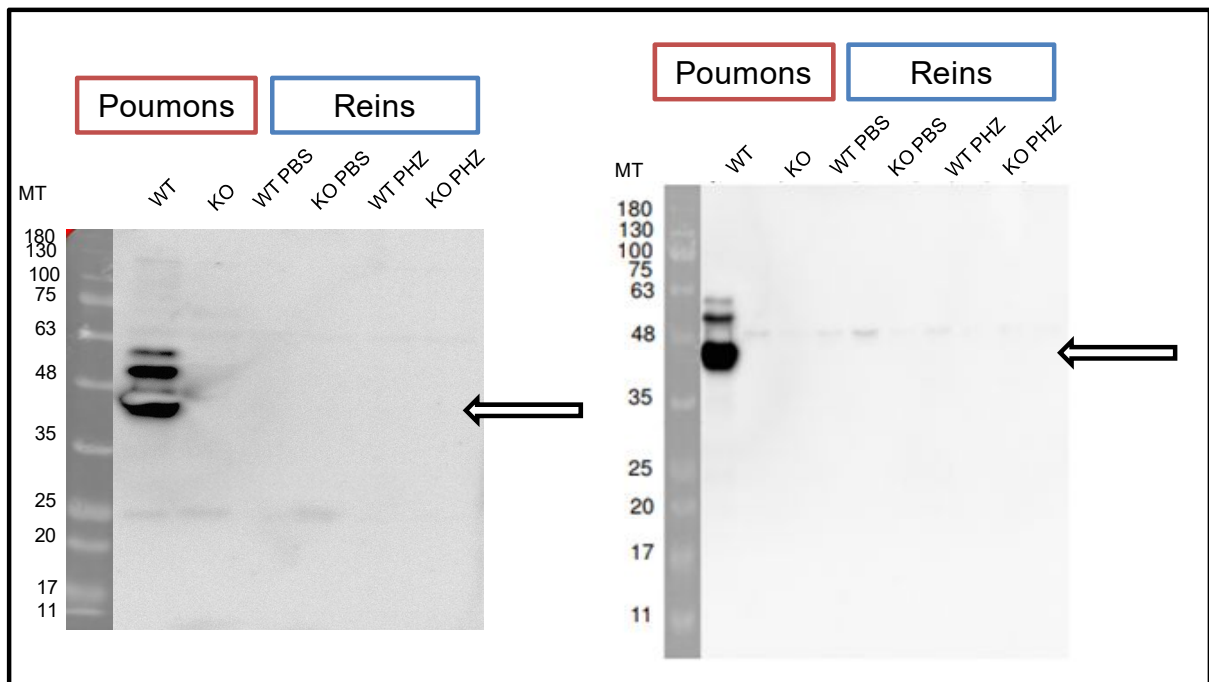 Poumons
Reins
MT
WT
KO
WT PBS
KO PBS
WT PHZ
KO PHZ
180
130
100
75
63
48
35
25
20
17
11
Poumons
Reins
MT
WT
KO
WT PBS
KO PBS
WT PHZ
KO PHZ
180
130
100
75
63
48
35
25
20
17
11